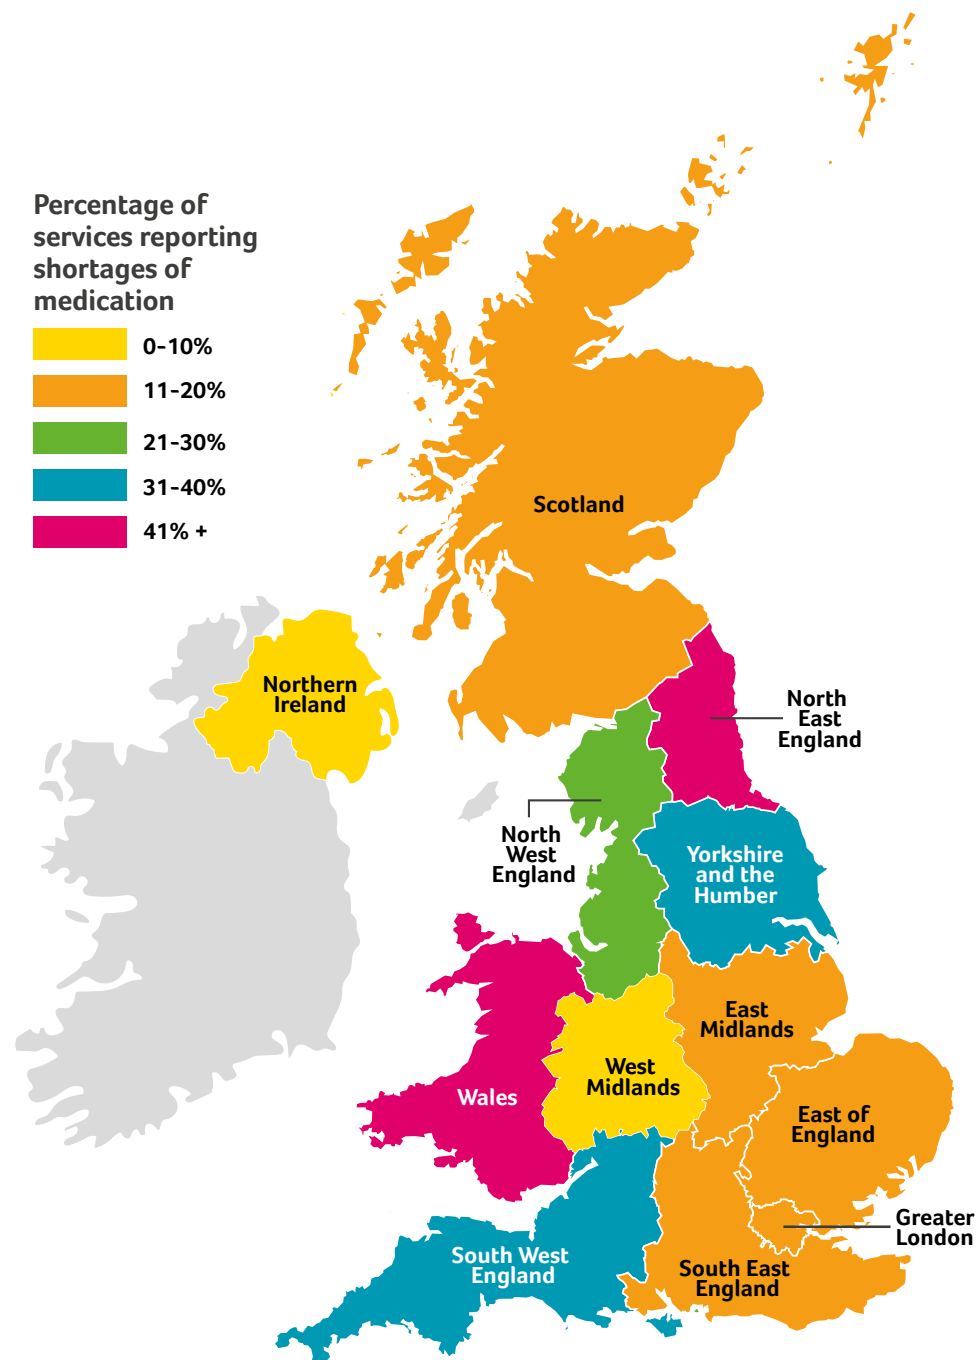 Percentage of
services reporting
shortages of
medication
0-10%
11-20%
21-30%
31-40%
41% +
Scotland
Northern
Ireland
North
East
England
North
West
England
Yorkshire
and the
Humber
East
Midlands
West
Midlands
Wales
East of
England
Greater
London
South West
England
South East
England